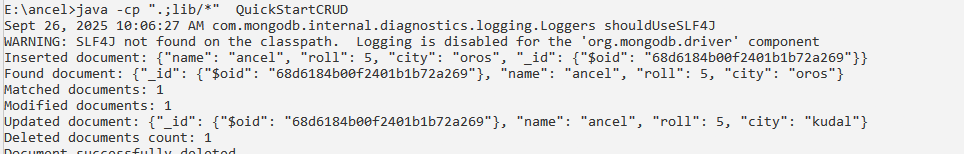 E:\ancel>java -cp ".;lib/*"  QuickStartCRUD
Sept 26, 2025 10:06:27 AM com.mongodb.internal.diagnostics.logging.Loggers shouldUseSLF4J
WARNING: SLF4J not found on the classpath.  Logging is disabled for the 'org.mongodb.driver' component
Inserted document: {"name": "ancel", "roll": 5, "city": "oros", "_id": {"$oid": "68d6184b00f2401b1b72a269"}}
Found document: {"_id": {"$oid": "68d6184b00f2401b1b72a269"}, "name": "ancel", "roll": 5, "city": "oros"}
Matched documents: 1
Modified documents: 1
Updated document: {"_id": {"$oid": "68d6184b00f2401b1b72a269"}, "name": "ancel", "roll": 5, "city": "kudal"}
Deleted documents count: 1
Document successfully deleted